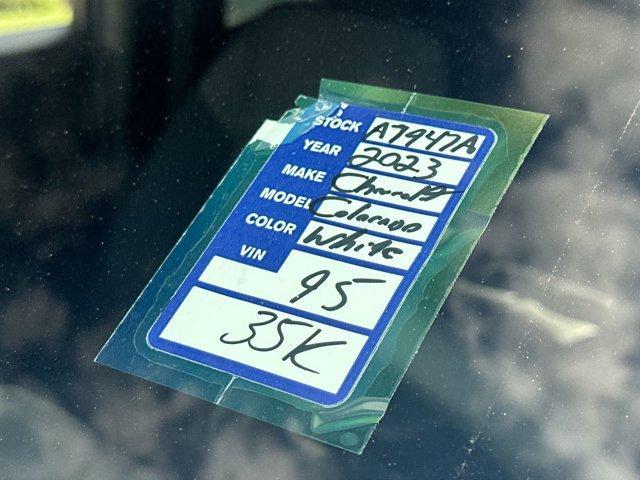 STOCK A7947A
YEAR 2023
MAKE Chevrolet
MODEL Colorado
COLOR White
VIN 95
35K